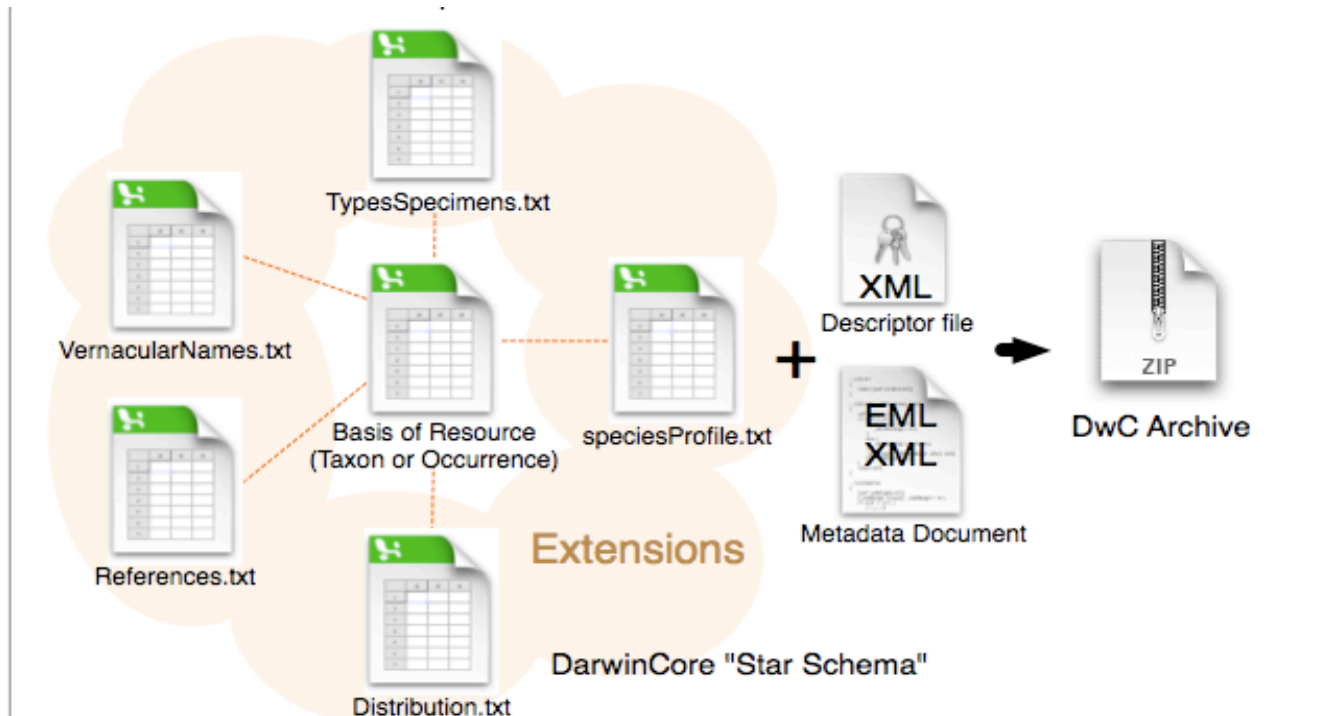 TypesSpecimens.txt
VernacularNames.txt
Basis of Resource
(Taxon or Occurrence)
speciesProfile.txt
References.txt
Distribution.txt
Extensions
DarwinCore "Star Schema"
+
XML
Descriptor file
EML
XML
Metadata Document
ZIP
DwC Archive